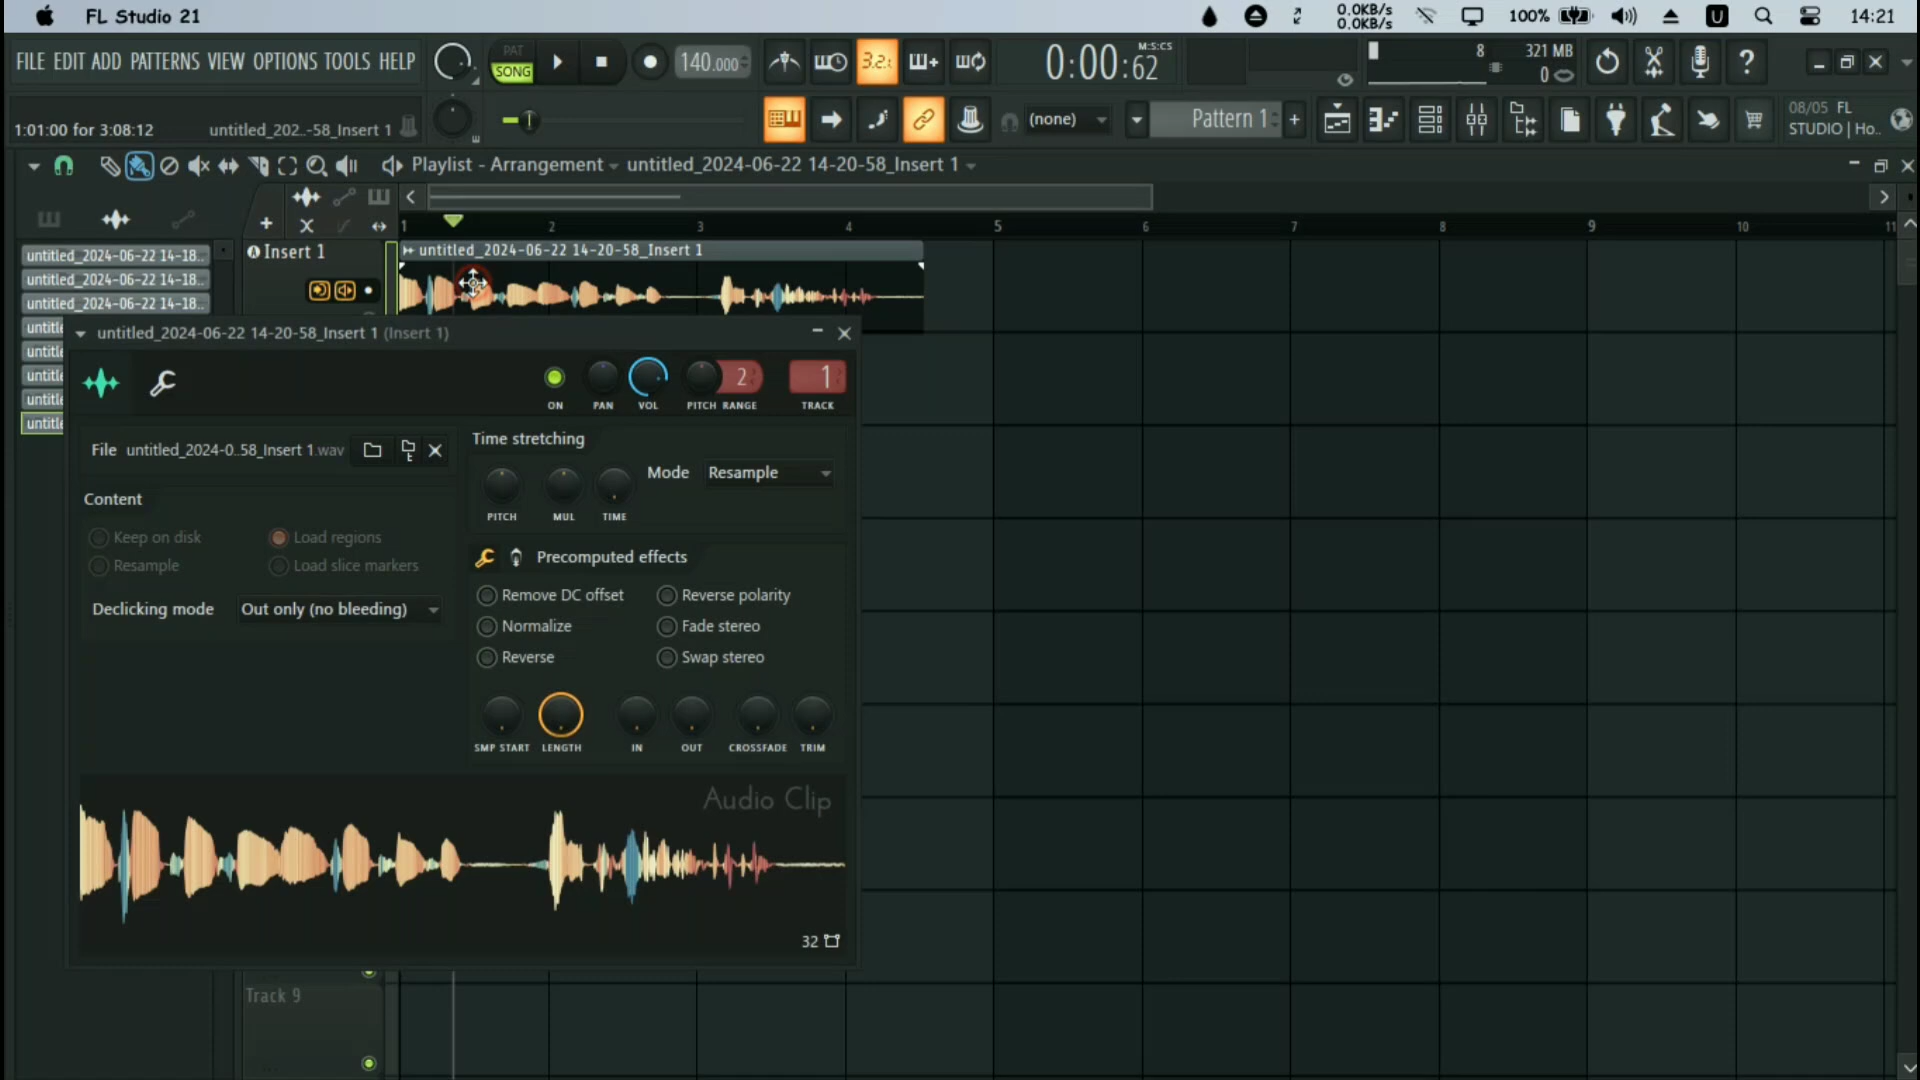 FL Studio 21
0.0KB/s
0.0KB/s
100%
U
14:21
FILE EDIT ADD PATTERNS VIEW OPTIONS TOOLS HELP
PAT
SONG
140.000
3.2:
0:00:62
M:S:CS
8
321 MB
0
?
1:01:00 for 3:08:12
untitled_202..-58_Insert 1
(none)
Pattern 1
+
08/05 FL
STUDIO | Ho..
Playlist - Arrangement
untitled_2024-06-22 14-20-58_Insert 1
1 2 3 4 5 6 7 8 9 10 11
untitled_2024-06-22 14-18..
untitled_2024-06-22 14-18..
untitled_2024-06-22 14-18..
untitle
untitle
untitle
untitle
untitle
Insert 1
untitled_2024-06-22 14-20-58_Insert 1
untitled_2024-06-22 14-20-58_Insert 1 (Insert 1)
2
1
ON PAN VOL PITCH RANGE TRACK
File untitled_2024-0..58_Insert 1.wav
Content
Keep on disk
Load regions
Resample
Load slice markers
Declicking mode
Out only (no bleeding)
Time stretching
Mode Resample
PITCH MUL TIME
Precomputed effects
Remove DC offset
Reverse polarity
Normalize
Fade stereo
Reverse
Swap stereo
SMP START LENGTH IN OUT CROSSFADE TRIM
Audio Clip
32
Track 9